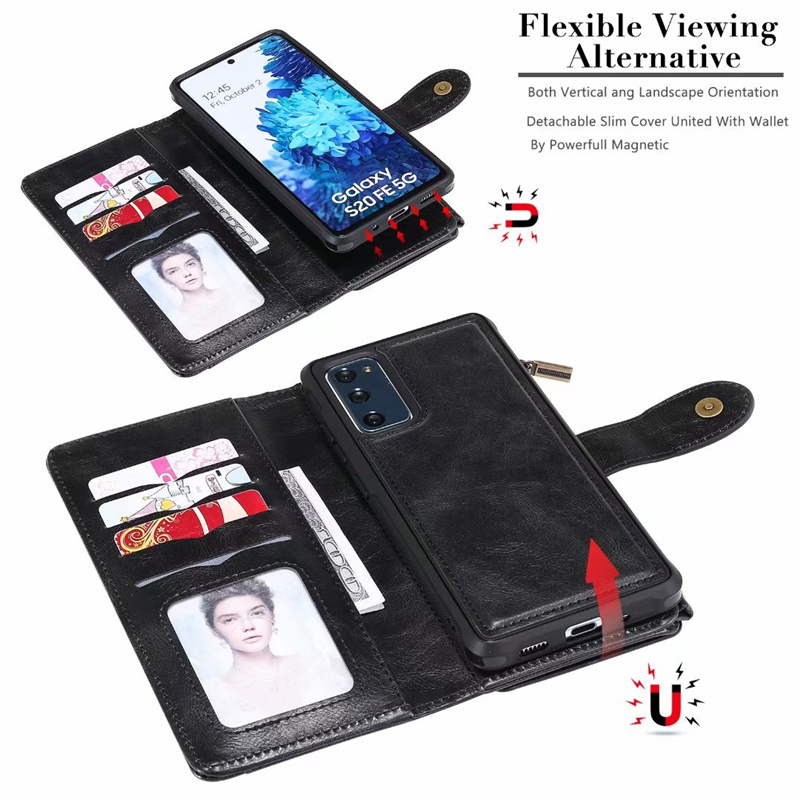 Flexible Viewing
Alternative
Both Vertical ang Landscape Orientation
Detachable Slim Cover United With Wallet
By Powerfull Magnetic
12:45
Fri, October 2
Galaxy
S20 FE 5G
100